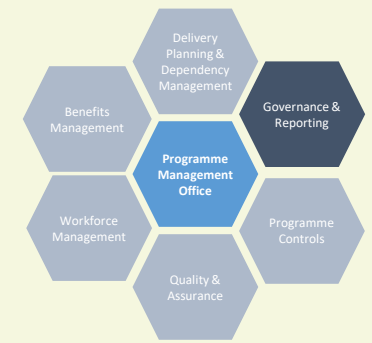 Delivery
Planning &
Dependency
Management
Benefits
Management
Governance &
Reporting
Programme
Management
Office
Workforce
Management
Programme
Controls
Quality &
Assurance